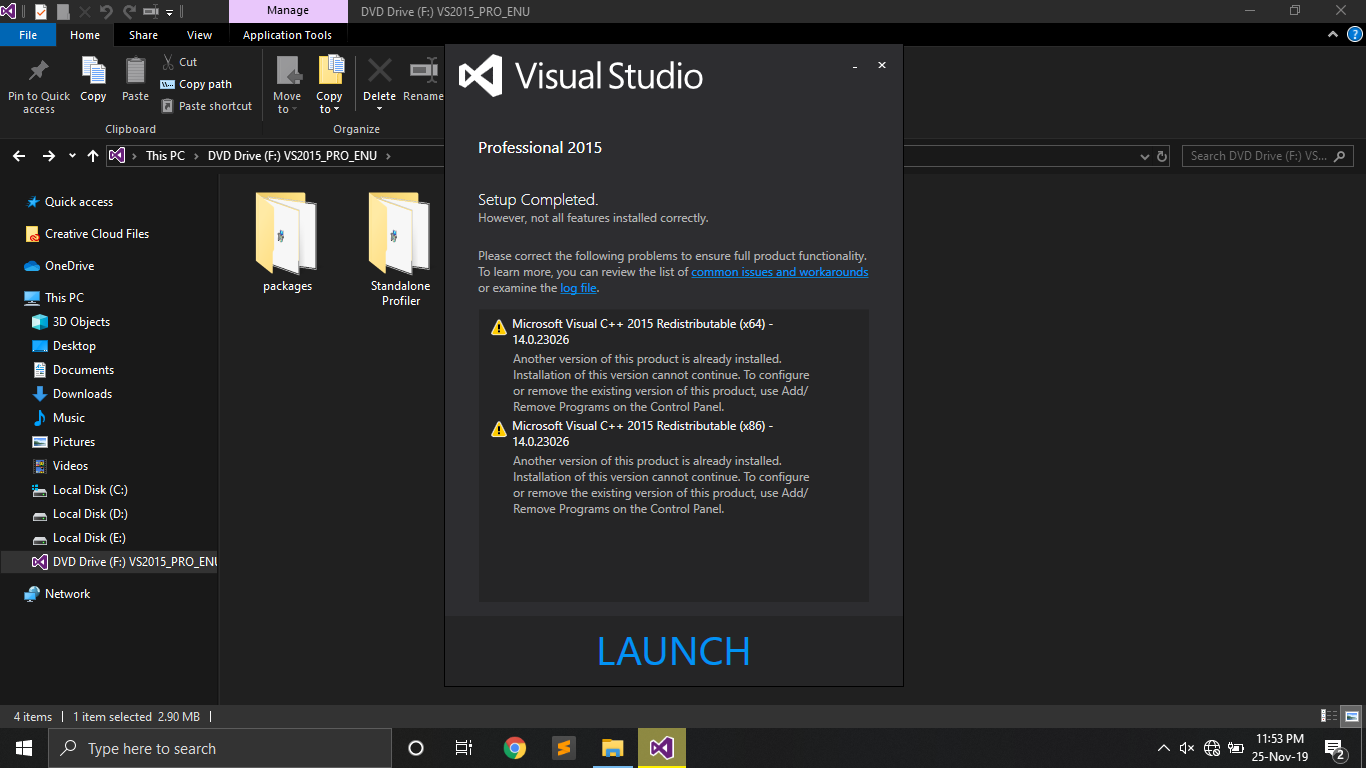 Manage
DVD Drive (F:) VS2015_PRO_ENU
File
Home
Share
View
Application Tools
Pin to Quick
access
Copy
Paste
Cut
Copy path
Paste shortcut
Clipboard
Move
to
Copy
to
Delete
Rename
Organize
This PC
DVD Drive (F:) VS2015_PRO_ENU
Search DVD Drive (F:) VS...
Quick access
Creative Cloud Files
OneDrive
This PC
3D Objects
Desktop
Documents
Downloads
Music
Pictures
Videos
Local Disk (C:)
Local Disk (D:)
Local Disk (E:)
DVD Drive (F:) VS2015_PRO_ENU
Network
packages
Standalone
Profiler
Visual Studio
Professional 2015
Setup Completed.
However, not all features installed correctly.
Please correct the following problems to ensure full product functionality.
To learn more, you can review the list of common issues and workarounds
or examine the log file.
Microsoft Visual C++ 2015 Redistributable (x64) -
14.0.23026
Another version of this product is already installed.
Installation of this version cannot continue. To configure
or remove the existing version of this product, use Add/
Remove Programs on the Control Panel.
Microsoft Visual C++ 2015 Redistributable (x86) -
14.0.23026
Another version of this product is already installed.
Installation of this version cannot continue. To configure
or remove the existing version of this product, use Add/
Remove Programs on the Control Panel.
LAUNCH
4 items
1 item selected 2.90 MB
Type here to search
11:53 PM
25-Nov-19
2